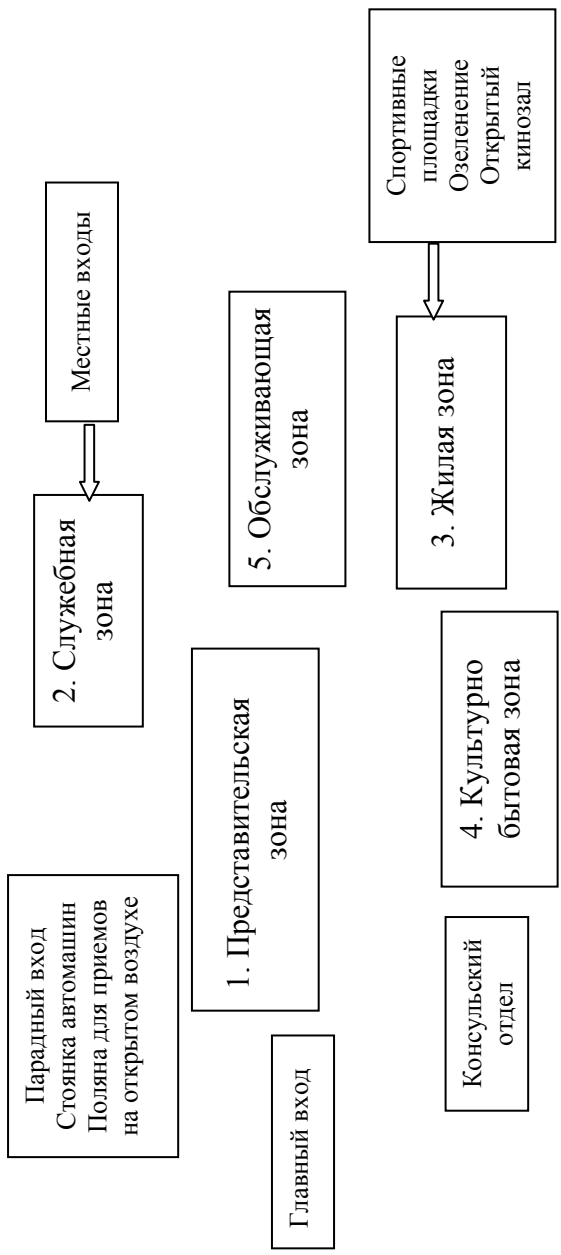 Парадный вход
Стоянка автомашин
Поляна для приемов
на открытом воздухе
2. Служебная
зона
Местные входы
Главный вход
1. Представительская
зона
5. Обслуживающая
зона
Консульский
отдел
4. Культурно
бытовая зона
3. Жилая зона
Спортивные
площадки
Озеленение
Открытый
кинозал